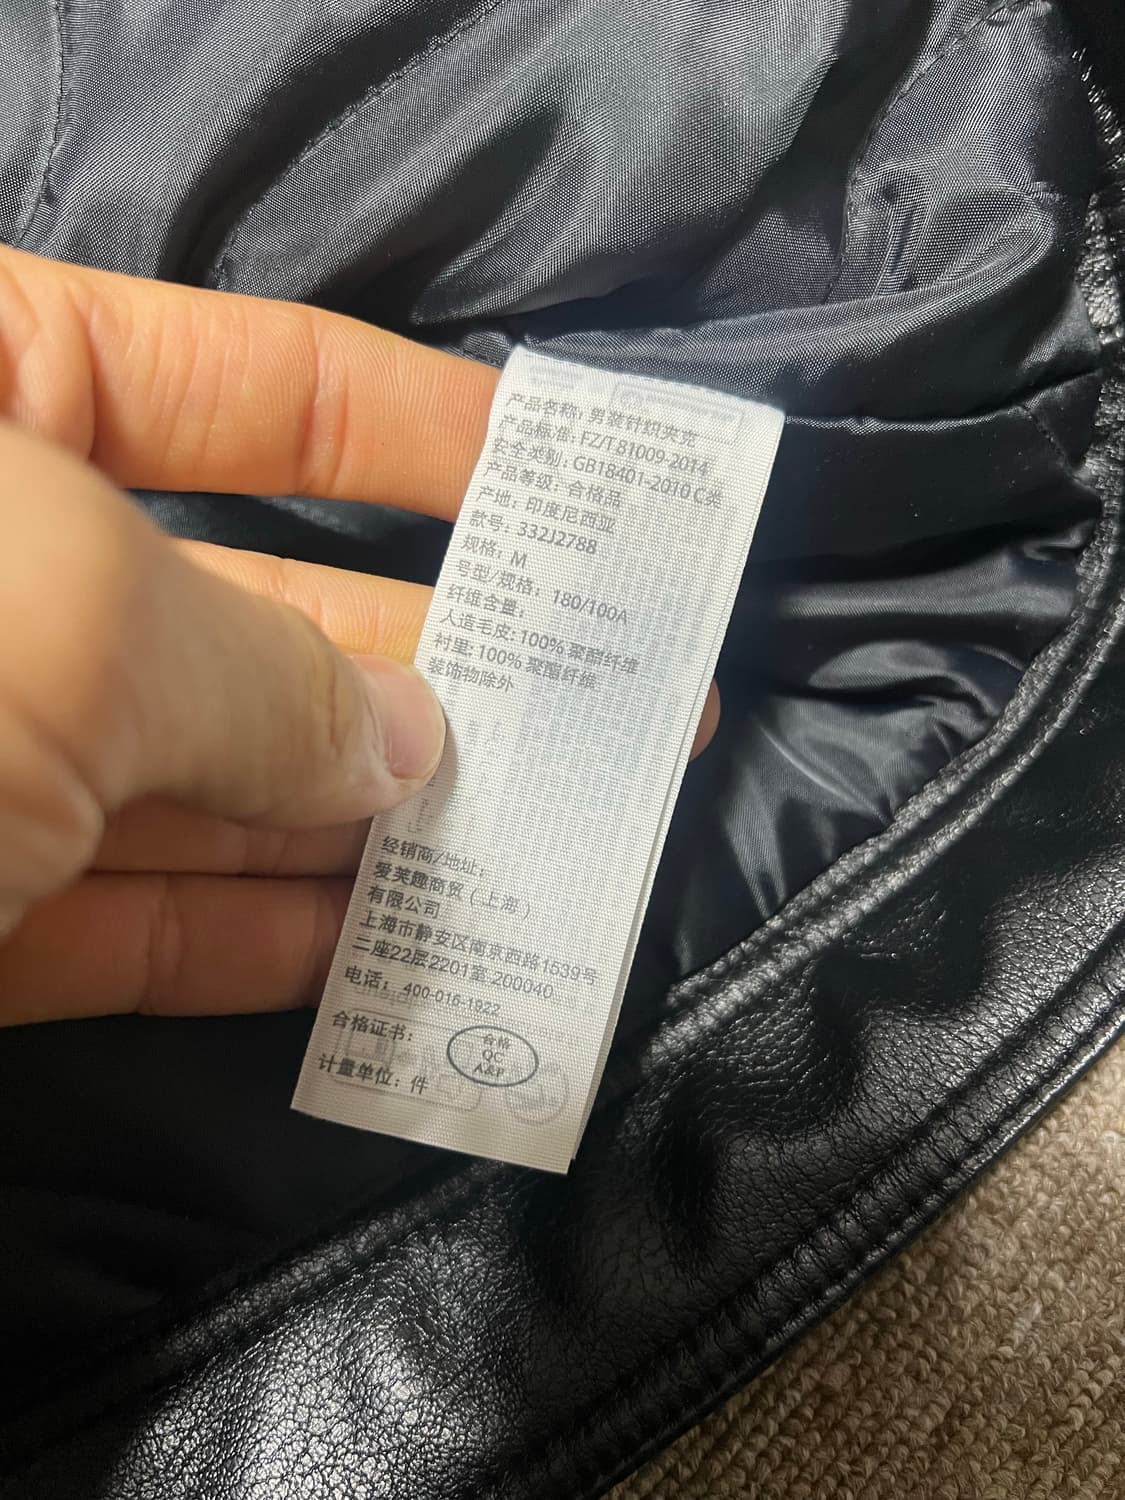 产品名称: 男装针织夹克
产品标准: FZ/T 81009-2014
安全类别: GB18401-2010 C类
产品等级: 合格品
产地: 印度尼西亚
款号: 332J2788
规格: M
号型/规格: 180/100A
纤维含量:
人造毛皮: 100% 聚酯纤维
衬里: 100% 聚酯纤维
装饰物除外
经销商/地址:
爱芙趣商贸 (上海)
有限公司
上海市静安区南京西路1539号
二座22层2201室 200040
电话: 400-016-1922
合格证书:
合格
QC
A&F
计量单位: 件